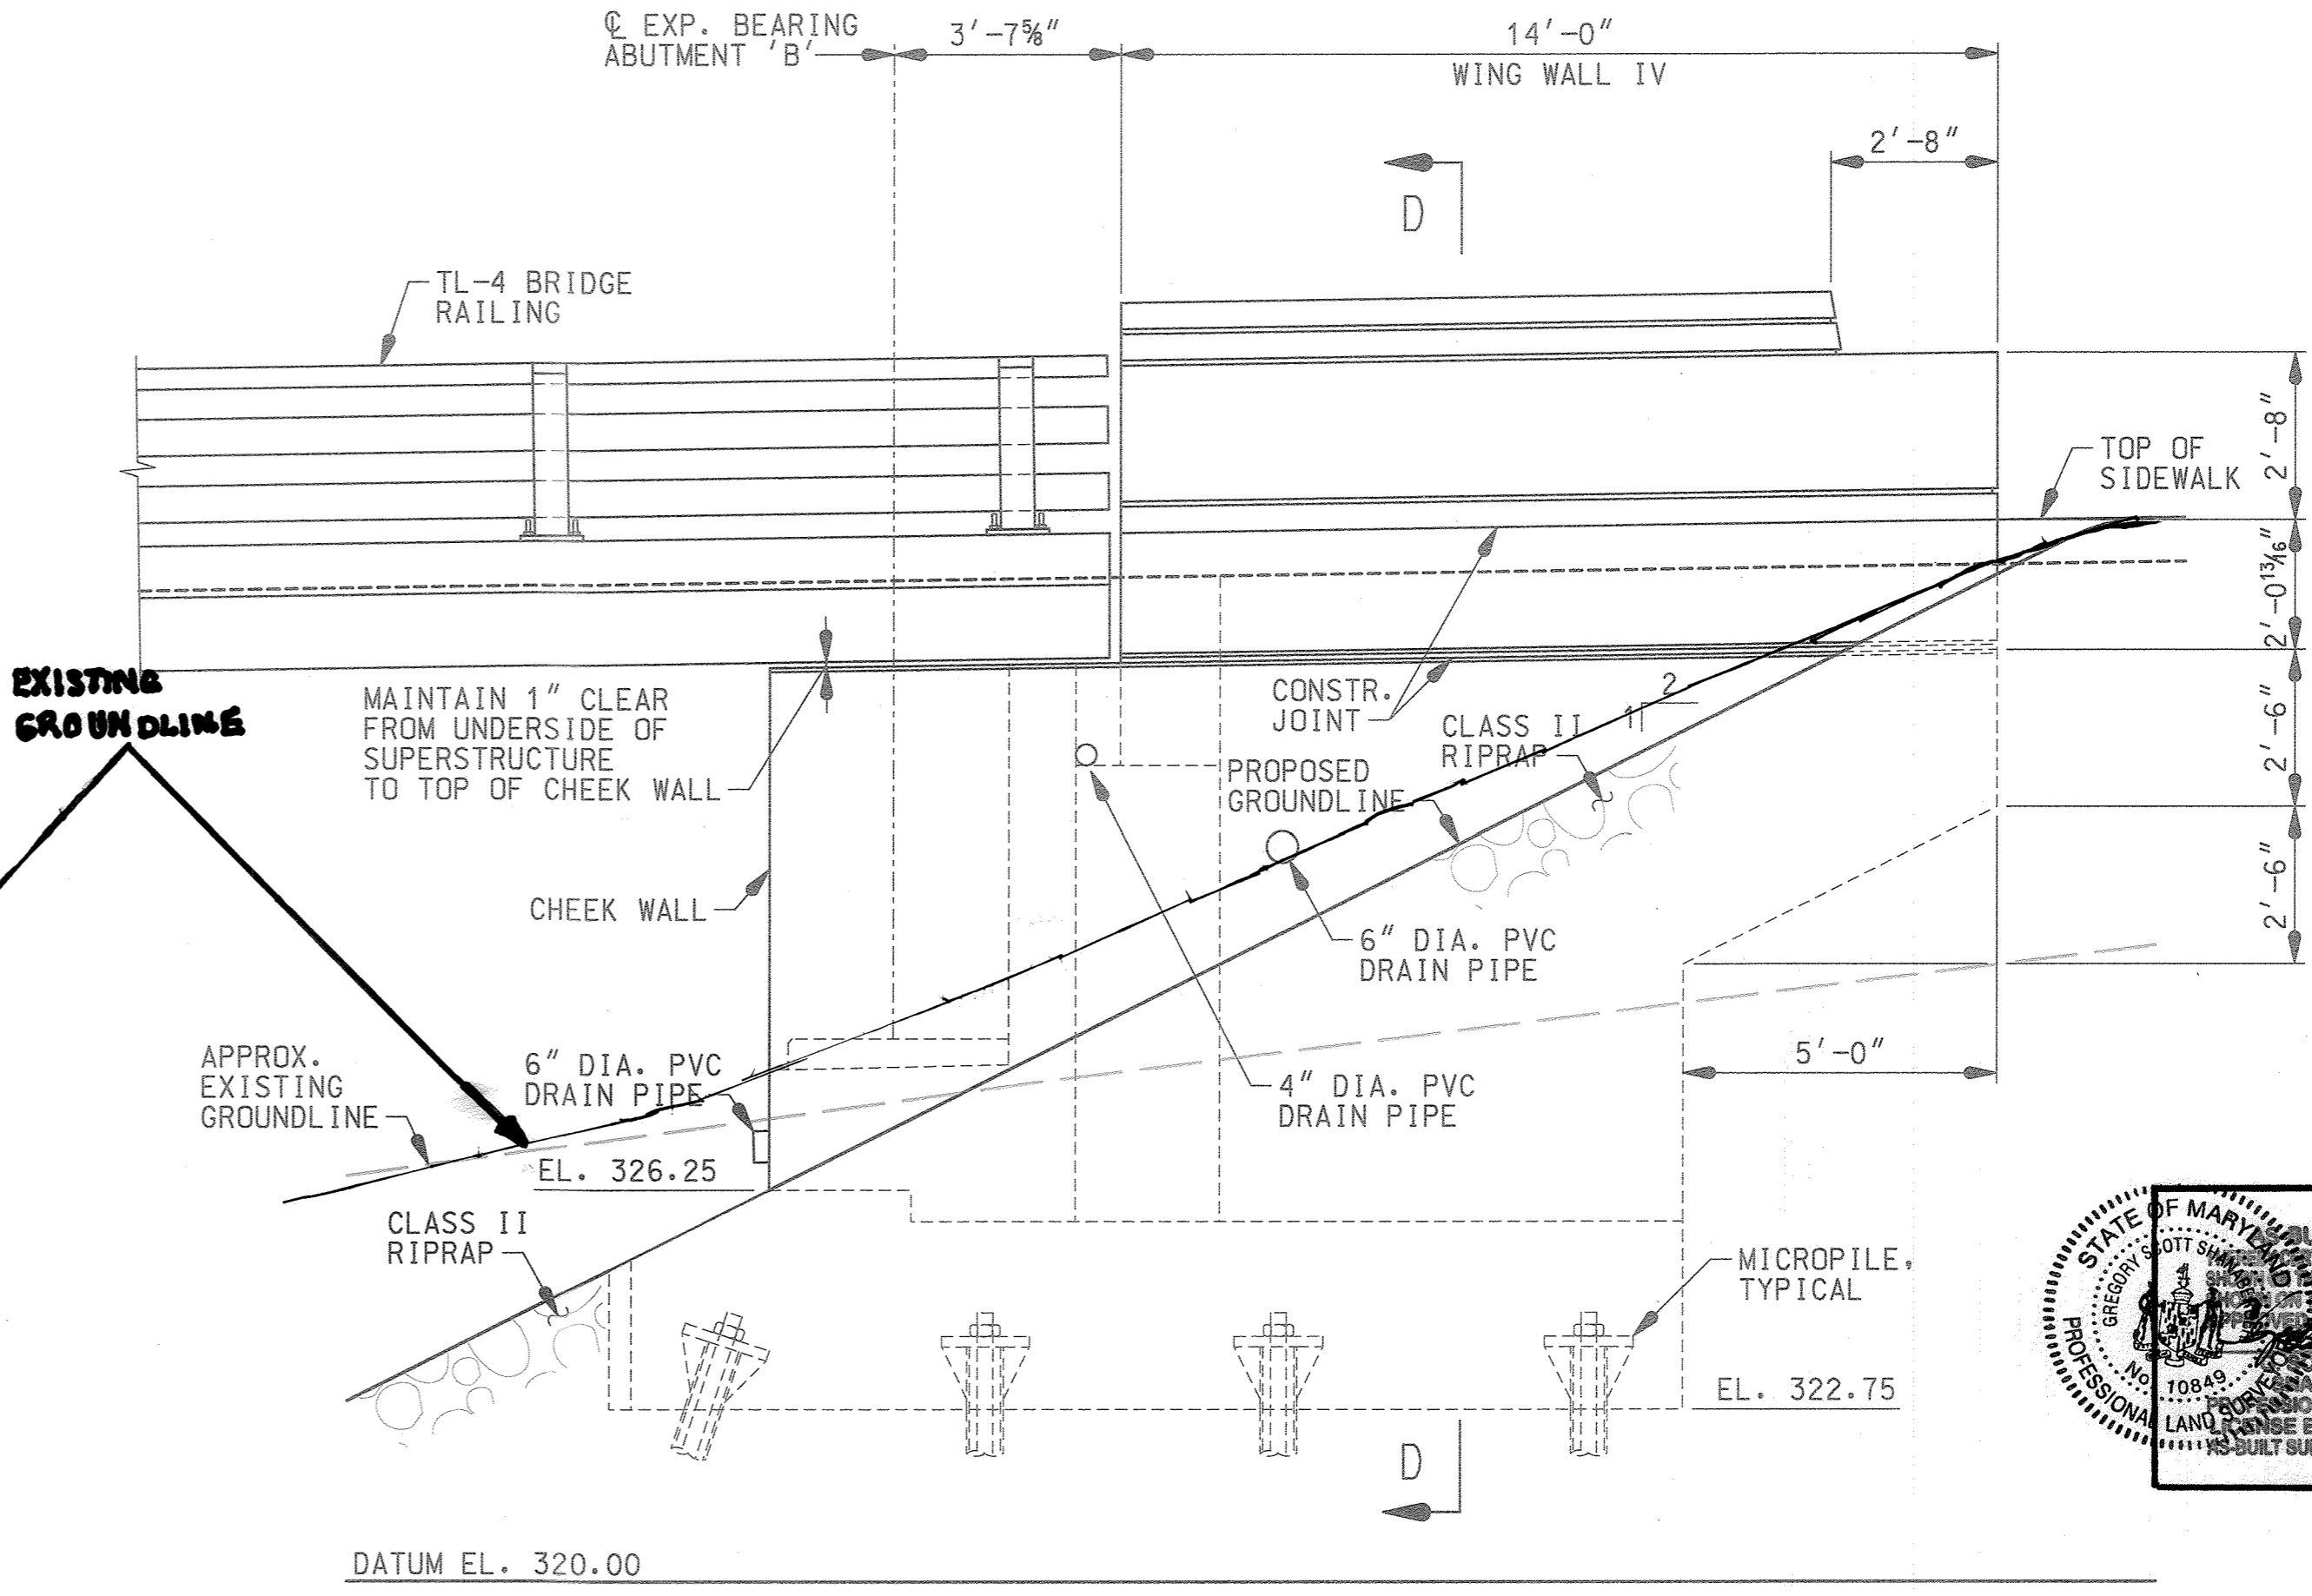 ℄ EXP. BEARING
ABUTMENT 'B'
3'-7⅝"
14'-0"
WING WALL IV
2'-8"
D
TL-4 BRIDGE
RAILING
TOP OF
SIDEWALK
2'-8"
2'-0¹³⁄₁₆"
2'-6"
2'-6"
EXISTING
GROUNDLINE
MAINTAIN 1" CLEAR
FROM UNDERSIDE OF
SUPERSTRUCTURE
TO TOP OF CHEEK WALL
CONSTR.
JOINT
2
1
CLASS II
RIPRAP
PROPOSED
GROUNDLINE
CHEEK WALL
6" DIA. PVC
DRAIN PIPE
5'-0"
APPROX.
EXISTING
GROUNDLINE
6" DIA. PVC
DRAIN PIPE
4" DIA. PVC
DRAIN PIPE
EL. 326.25
CLASS II
RIPRAP
MICROPILE,
TYPICAL
EL. 322.75
D
DATUM EL. 320.00
STATE OF MARYLAND
GREGORY SCOTT
No. 10849
PROFESSIONAL LAND SURVEYOR